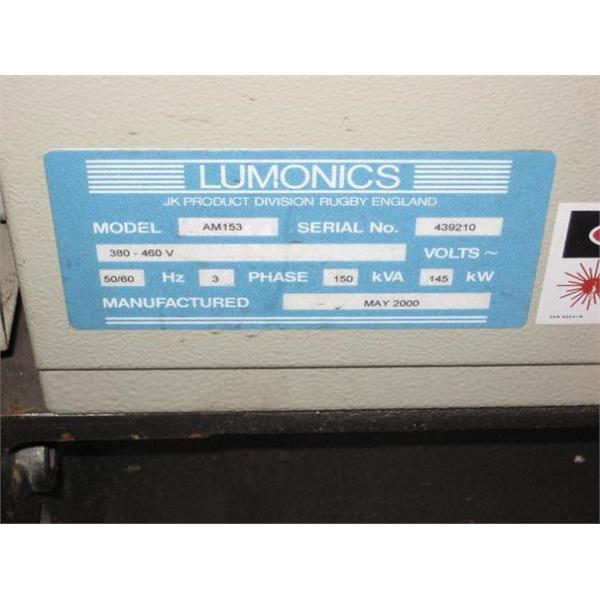 LUMONICS
JK PRODUCT DIVISION RUGBY ENGLAND
MODEL AM153 SERIAL No. 439210
380 - 460 V VOLTS ~
50/60 Hz 3 PHASE 150 kVA 145 kW
MANUFACTURED MAY 2000